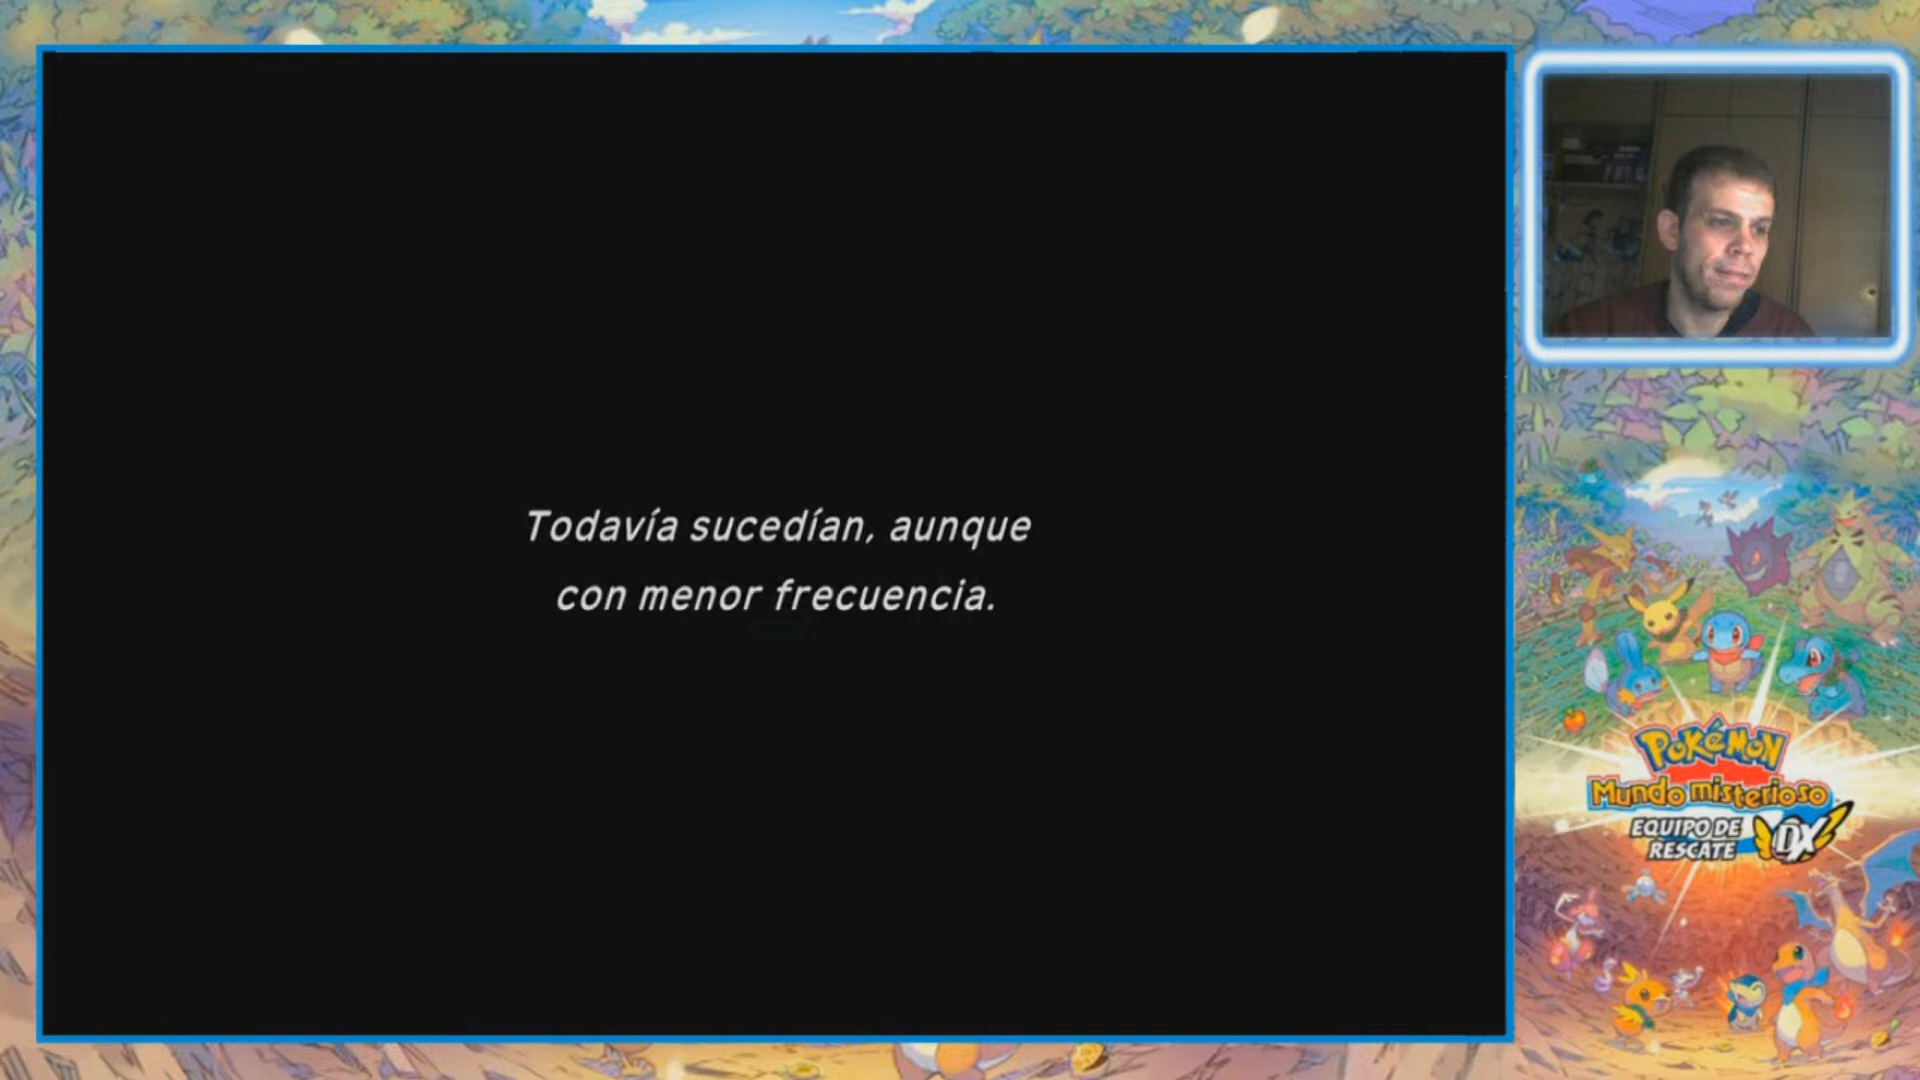 Todavía sucedían, aunque
con menor frecuencia.
POKéMON
Mundo misterioso
EQUIPO DE
RESCATE DX